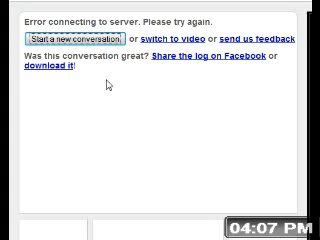 Error connecting to server. Please try again.
Start a new conversation or switch to video or send us feedback
Was this conversation great? Share the log on Facebook or
download it!
04:07 PM